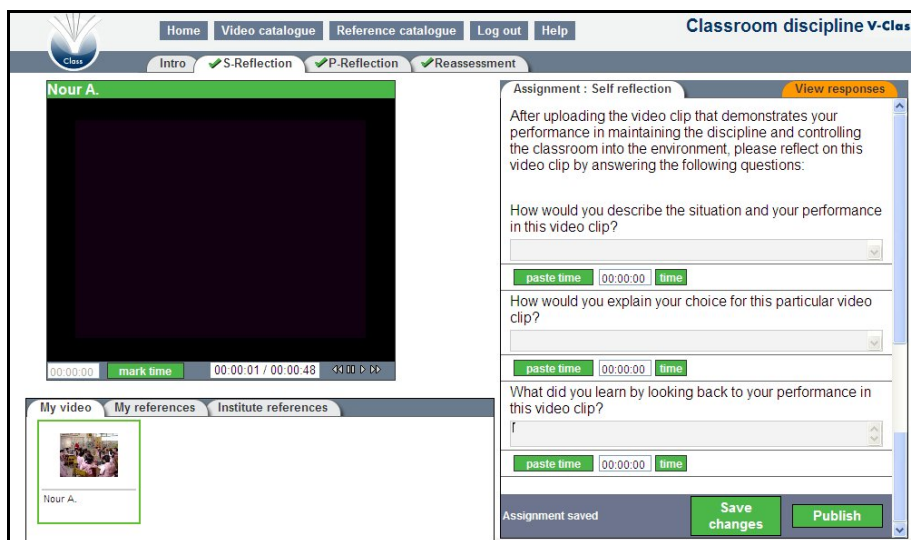 Class
Home Video catalogue Reference catalogue Log out Help
Classroom discipline V-Clas
Intro S-Reflection P-Reflection Reassessment
Nour A.
00:00:00 mark time 00:00:01 / 00:00:48
My video My references Institute references
Nour A.
Assignment : Self reflection View responses
After uploading the video clip that demonstrates your
performance in maintaining the discipline and controlling
the classroom into the environment, please reflect on this
video clip by answering the following questions:
How would you describe the situation and your performance
in this video clip?
paste time 00:00:00 time
How would you explain your choice for this particular video
clip?
paste time 00:00:00 time
What did you learn by looking back to your performance in
this video clip?
paste time 00:00:00 time
Assignment saved
Save
changes
Publish